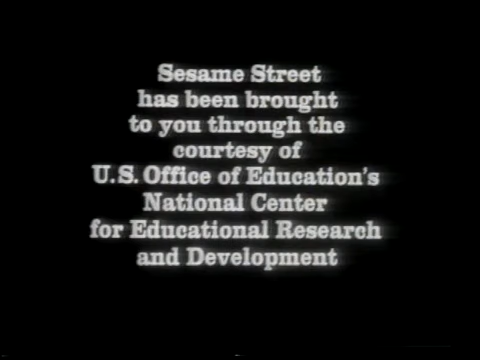 Sesame Street
has been brought
to you through the
courtesy of
U.S. Office of Education's
National Center
for Educational Research
and Development